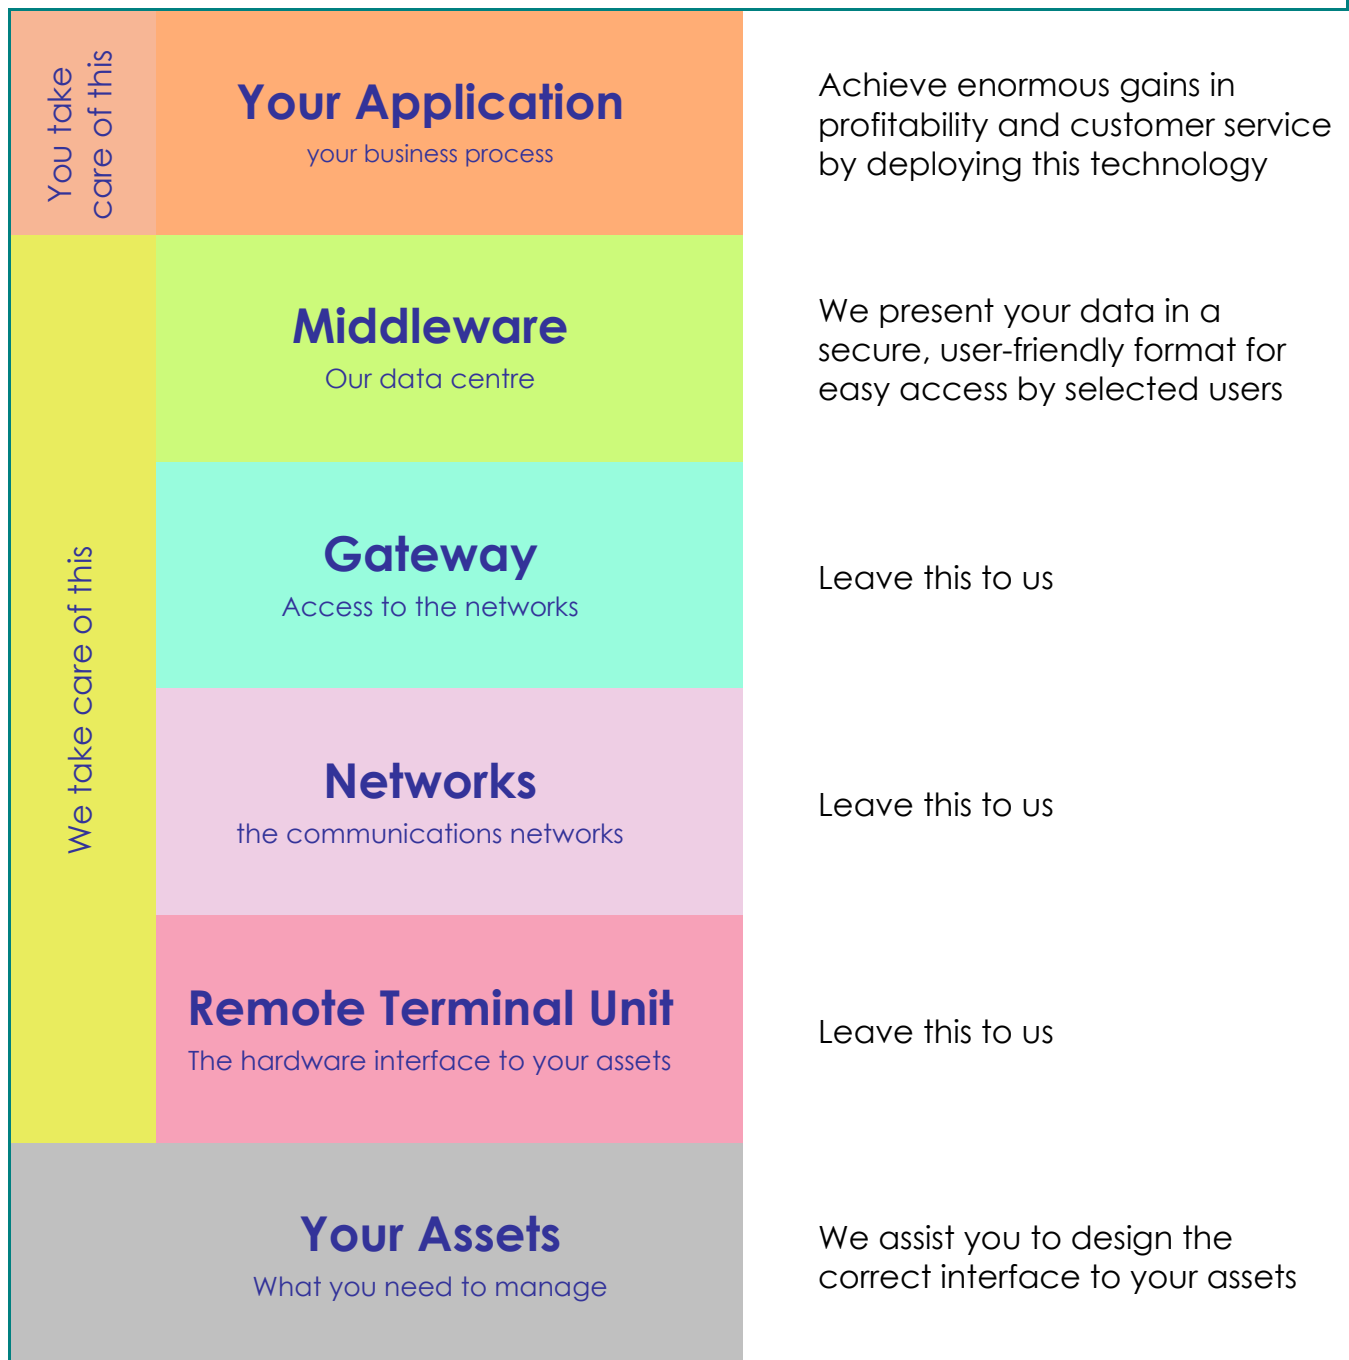 You take
care of this
Your Application
your business process
Achieve enormous gains in
profitability and customer service
by deploying this technology
We take care of this
Middleware
Our data centre
We present your data in a
secure, user-friendly format for
easy access by selected users
Gateway
Access to the networks
Leave this to us
Networks
the communications networks
Leave this to us
Remote Terminal Unit
The hardware interface to your assets
Leave this to us
Your Assets
What you need to manage
We assist you to design the
correct interface to your assets